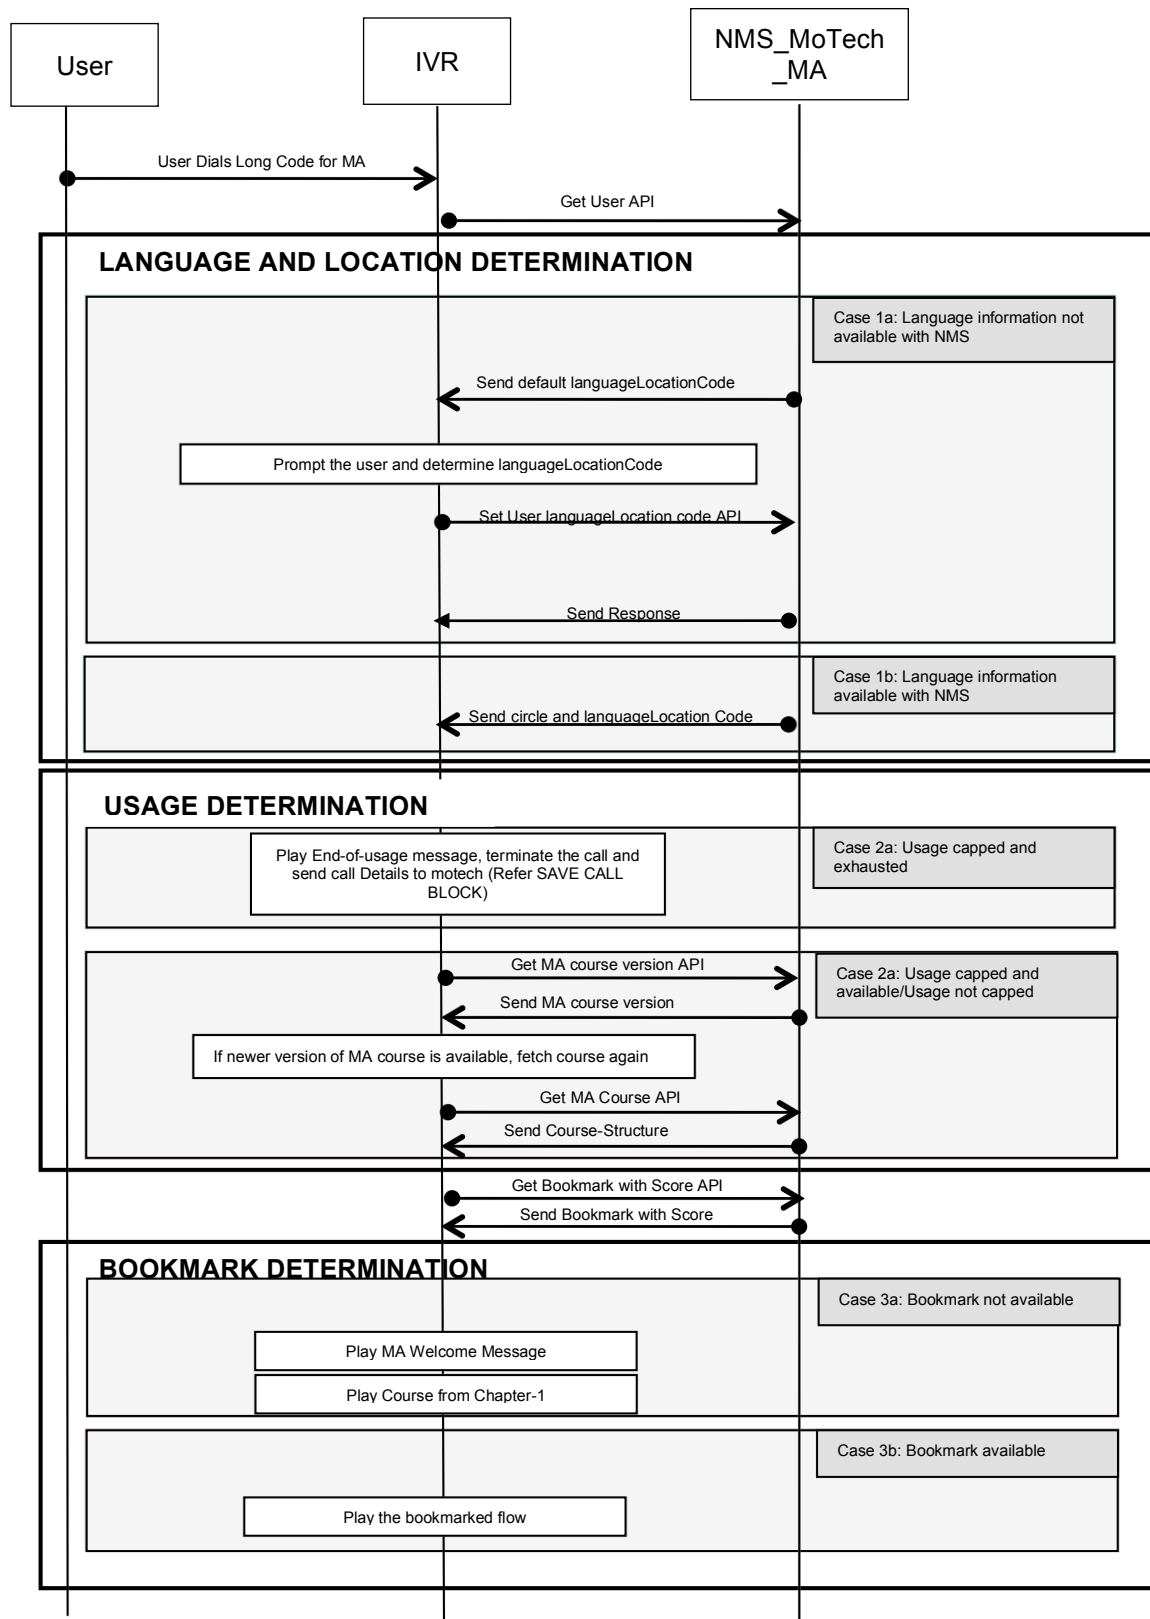 User
IVR
NMS_MoTech
_MA
User Dials Long Code for MA
Get User API
LANGUAGE AND LOCATION DETERMINATION
Case 1a: Language information not
available with NMS
Send default languageLocationCode
Prompt the user and determine languageLocationCode
Set User languageLocation code API
Send Response
Case 1b: Language information
available with NMS
Send circle and languageLocation Code
USAGE DETERMINATION
Play End-of-usage message, terminate the call and
send call Details to motech (Refer SAVE CALL
BLOCK)
Case 2a: Usage capped and
exhausted
Get MA course version API
Case 2a: Usage capped and
available/Usage not capped
Send MA course version
If newer version of MA course is available, fetch course again
Get MA Course API
Send Course-Structure
Get Bookmark with Score API
Send Bookmark with Score
BOOKMARK DETERMINATION
Case 3a: Bookmark not available
Play MA Welcome Message
Play Course from Chapter-1
Case 3b: Bookmark available
Play the bookmarked flow